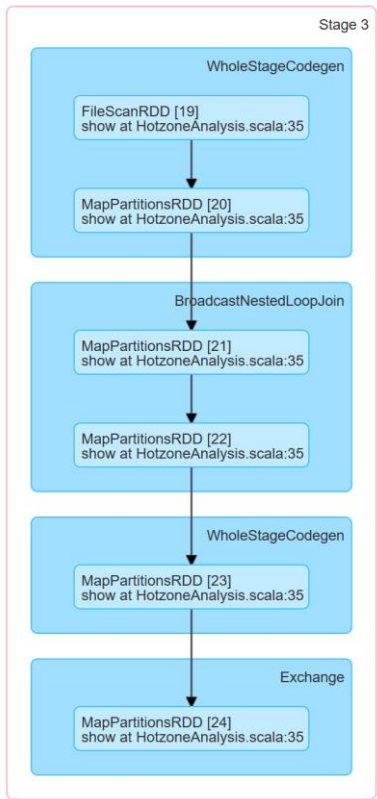 Stage 3
WholeStageCodegen
FileScanRDD [19]
show at HotzoneAnalysis.scala:35
MapPartitionsRDD [20]
show at HotzoneAnalysis.scala:35
BroadcastNestedLoopJoin
MapPartitionsRDD [21]
show at HotzoneAnalysis.scala:35
MapPartitionsRDD [22]
show at HotzoneAnalysis.scala:35
WholeStageCodegen
MapPartitionsRDD [23]
show at HotzoneAnalysis.scala:35
Exchange
MapPartitionsRDD [24]
show at HotzoneAnalysis.scala:35